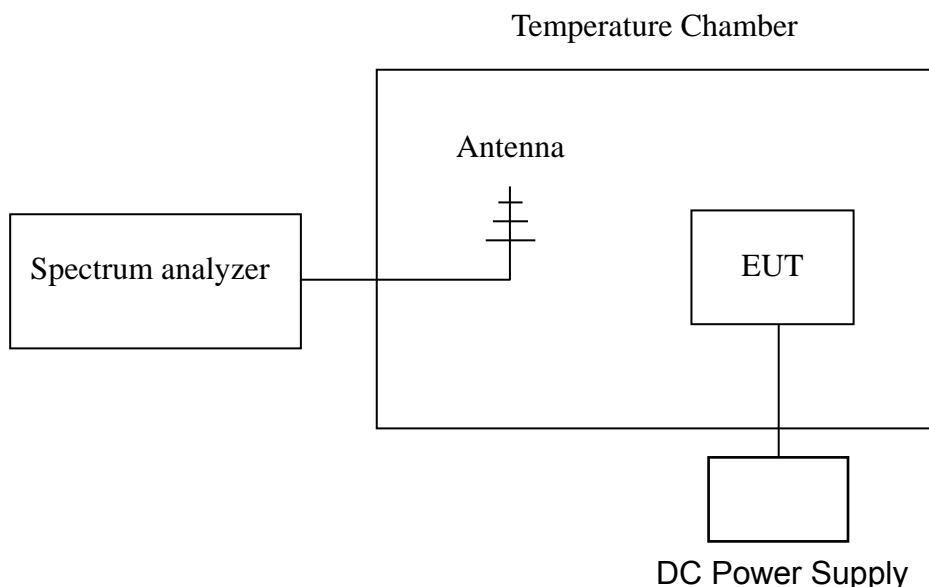 Temperature Chamber
Antenna
Spectrum analyzer
EUT
DC Power Supply